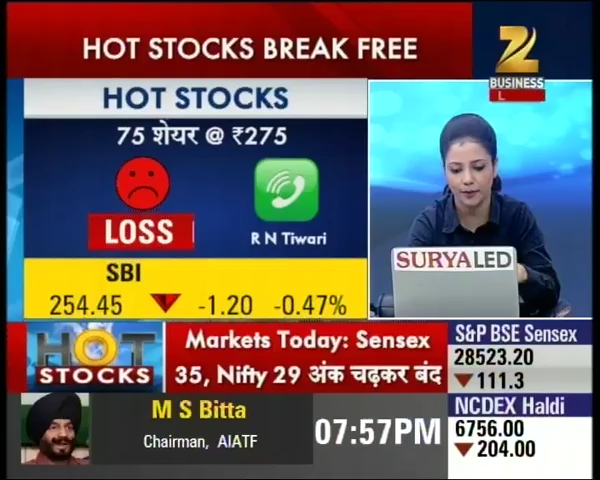 HOT STOCKS BREAK FREE
Z
BUSINESS
L
HOT STOCKS
75 शेयर @ ₹275
LOSS
R N Tiwari
SBI
254.45 -1.20 -0.47%
SURYA LED
HOT
STOCKS
Markets Today: Sensex
35, Nifty 29 अंक चढ़कर बंद
S&P BSE Sensex
28523.20
111.3
NCDEX Haldi
6756.00
204.00
M S Bitta
Chairman, AIATF
07:57PM